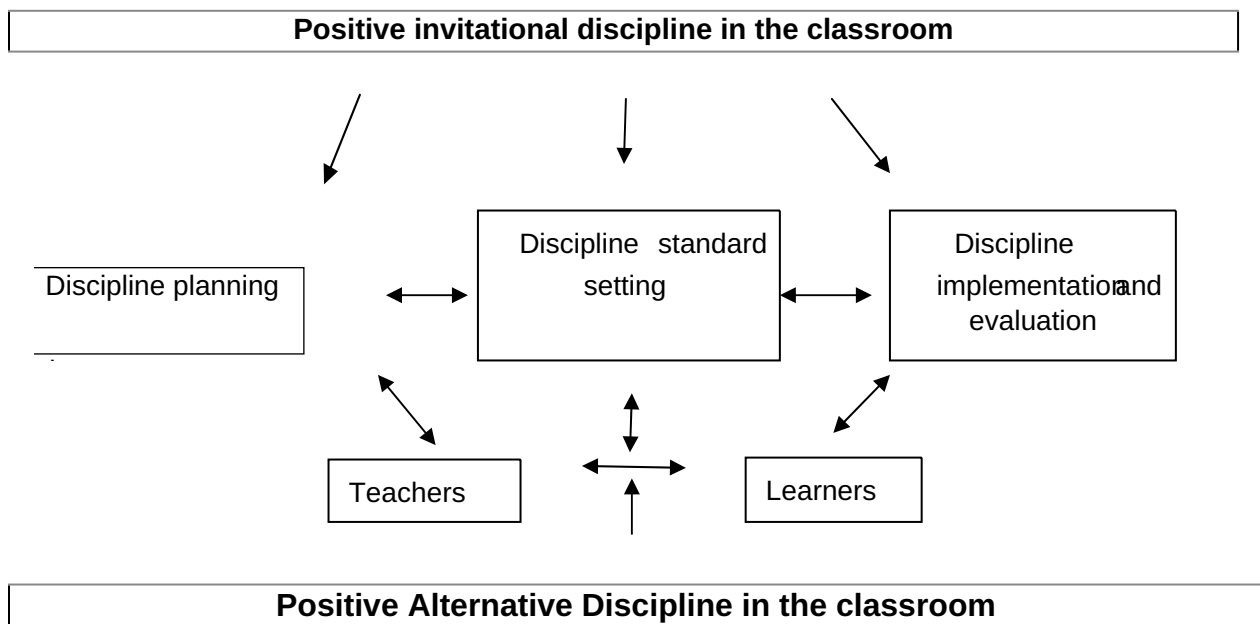 Positive invitational discipline in the classroom
Discipline planning
Discipline standard
setting
Discipline
implementation and
evaluation
Teachers
Learners
Positive Alternative Discipline in the classroom